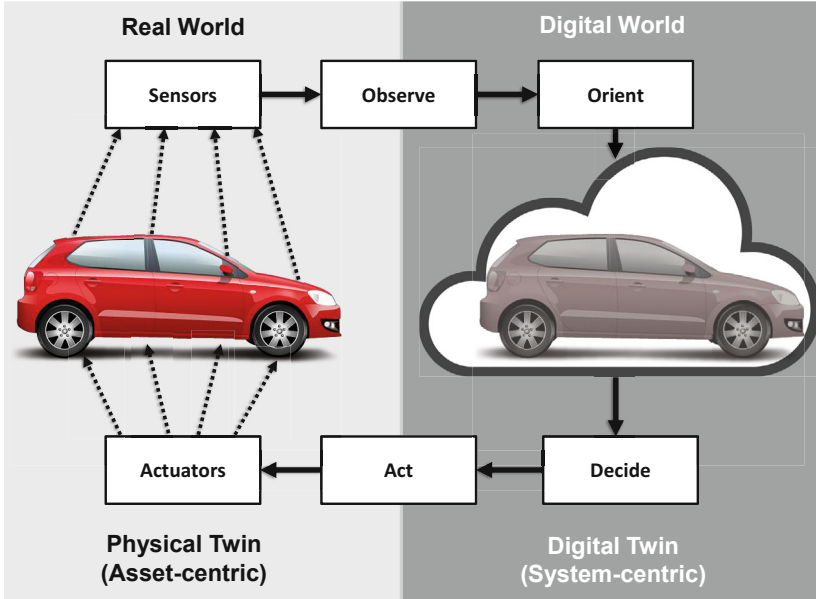 Real World
Digital World
Sensors
Observe
Orient
Actuators
Act
Decide
Physical Twin
(Asset-centric)
Digital Twin
(System-centric)